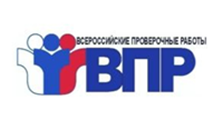 ВСЕРОССИЙСКИЕ ПРОВЕРОЧНЫЕ РАБОТЫ
ВПР